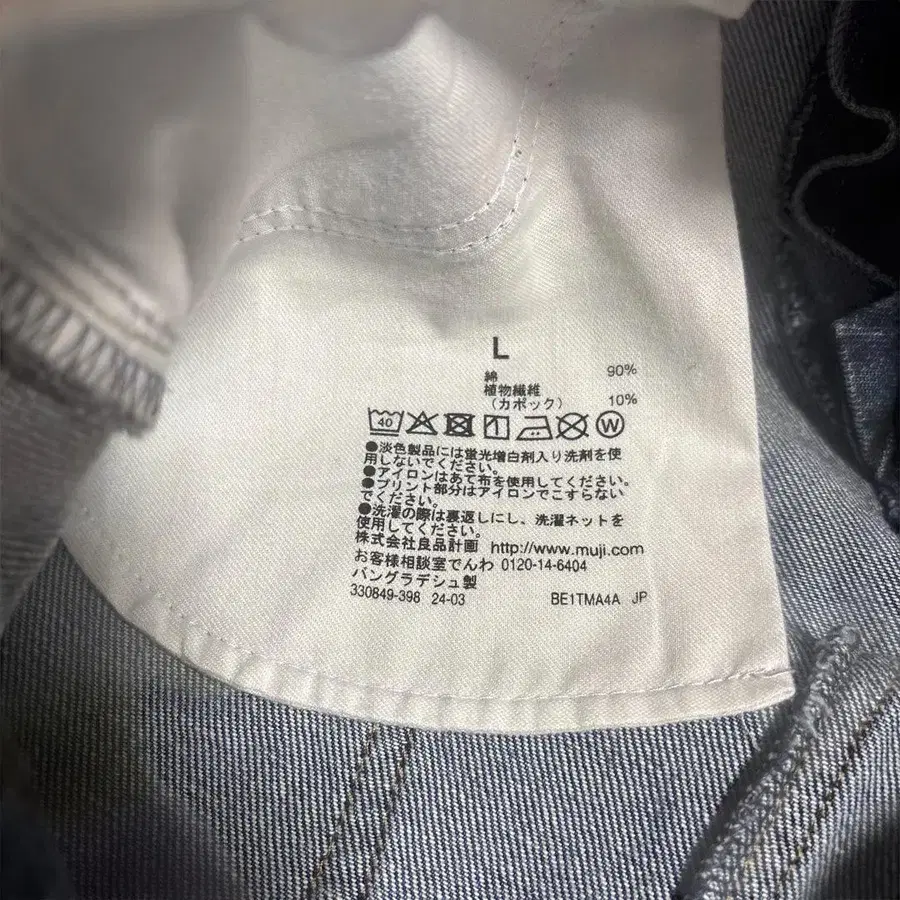 L
綿 90%
植物繊維
（カポック） 10%
40 W
●淡色製品には蛍光増白剤入り洗剤を使
用しないでください。
●アイロンはあて布を使用してください。
●プリント部分はアイロンでこすらない
でください。
●洗濯の際は裏返しにし、洗濯ネットを
使用してください。
株式会社良品計画 http://www.muji.com
お客様相談室でんわ 0120-14-6404
バングラデシュ製
330849-398 24-03 BE1TMA4A JP